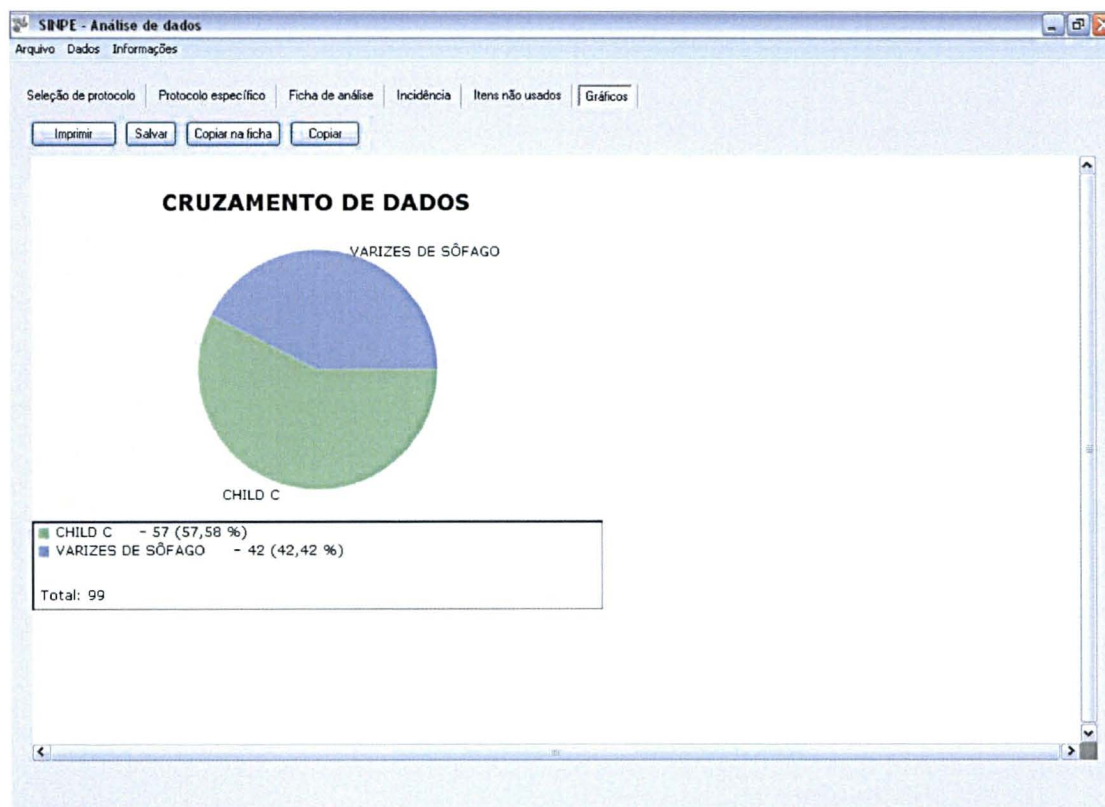 SINPE - Análise de dados
Arquivo Dados Informações
Seleção de protocolo Protocolo específico Ficha de análise Incidência Itens não usados Gráficos
Imprimir Salvar Copiar na ficha Copiar
CRUZAMENTO DE DADOS
VARIZES DE SÔFAGO
CHILD C
CHILD C - 57 (57,58 %)
VARIZES DE SÔFAGO - 42 (42,42 %)
Total: 99